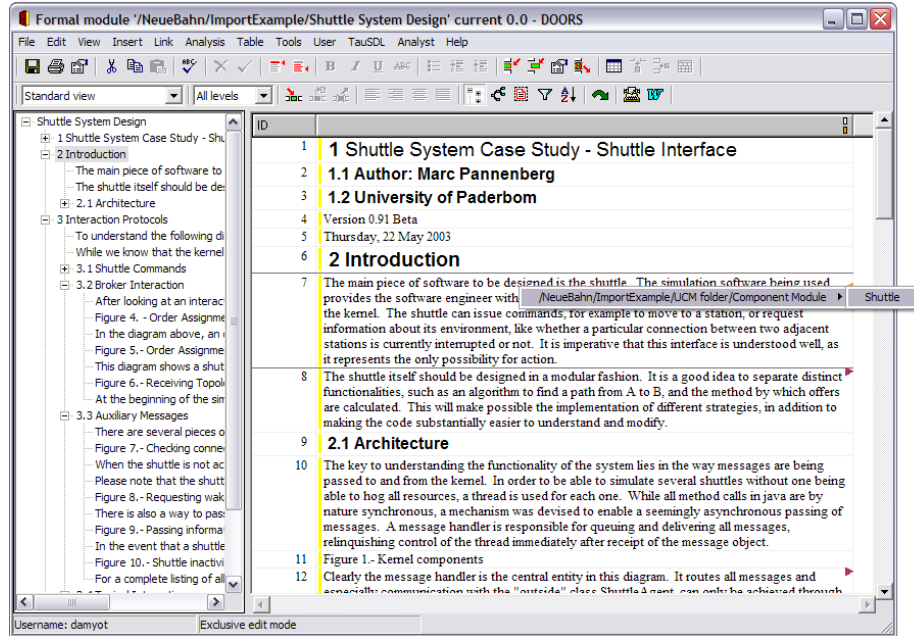 Formal module '/NeueBahn/ImportExample/Shuttle System Design' current 0.0 - DOORS
File Edit View Insert Link Analysis Table Tools User TauSDL Analyst Help
Standard view All levels
Shuttle System Design
1 Shuttle System Case Study - Shu
2 Introduction
The main piece of software to
The shuttle itself should be de
2.1 Architecture
3 Interaction Protocols
To understand the following di
While we know that the kernel
3.1 Shuttle Commands
3.2 Broker Interaction
After looking at an interac
Figure 4. - Order Assignme
In the diagram above, an
Figure 5.- Order Assignme
This diagram shows a shut
Figure 6.- Receiving Topol
At the beginning of the sim
3.3 Auxiliary Messages
There are several pieces o
Figure 7.- Checking conne
When the shuttle is not ac
Please note that the shutt
Figure 8.- Requesting wak
There is also a way to pas
Figure 9.- Passing informa
In the event that a shuttle
Figure 10.- Shuttle inactivi
For a complete listing of all
ID
1 1 Shuttle System Case Study - Shuttle Interface
2 1.1 Author: Marc Pannenberg
3 1.2 University of Paderbom
4 Version 0.91 Beta
5 Thursday, 22 May 2003
6 2 Introduction
7 The main piece of software to be designed is the shuttle. The simulation software being used
provides the software engineer with
/NeueBahn/ImportExample/UCM folder/Component Module Shuttle
the kernel. The shuttle can issue commands, for example to move to a station, or request
information about its environment, like whether a particular connection between two adjacent
stations is currently interrupted or not. It is imperative that this interface is understood well, as
it represents the only possibility for action.
8 The shuttle itself should be designed in a modular fashion. It is a good idea to separate distinct
functionalities, such as an algorithm to find a path from A to B, and the method by which offers
are calculated. This will make possible the implementation of different strategies, in addition to
making the code substantially easier to understand and modify.
9 2.1 Architecture
10 The key to understanding the functionality of the system lies in the way messages are being
passed to and from the kernel. In order to be able to simulate several shuttles without one being
able to hog all resources, a thread is used for each one. While all method calls in java are by
nature synchronous, a mechanism was devised to enable a seemingly asynchronous passing of
messages. A message handler is responsible for queuing and delivering all messages,
relinquishing control of the thread immediately after receipt of the message object.
11 Figure 1.- Kernel components
12 Clearly the message handler is the central entity in this diagram. It routes all messages and
especially communication with the "outside" class ShuttleAgent, can only be achieved through
Username: damyot Exclusive edit mode